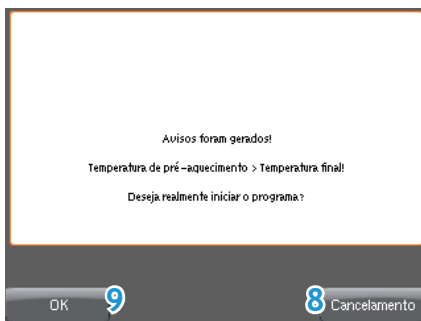 Avisos foram gerados!
Temperatura de pré-aquecimento > Temperatura final!
Deseja realmente iniciar o programa?
OK 9
8 Cancelamento